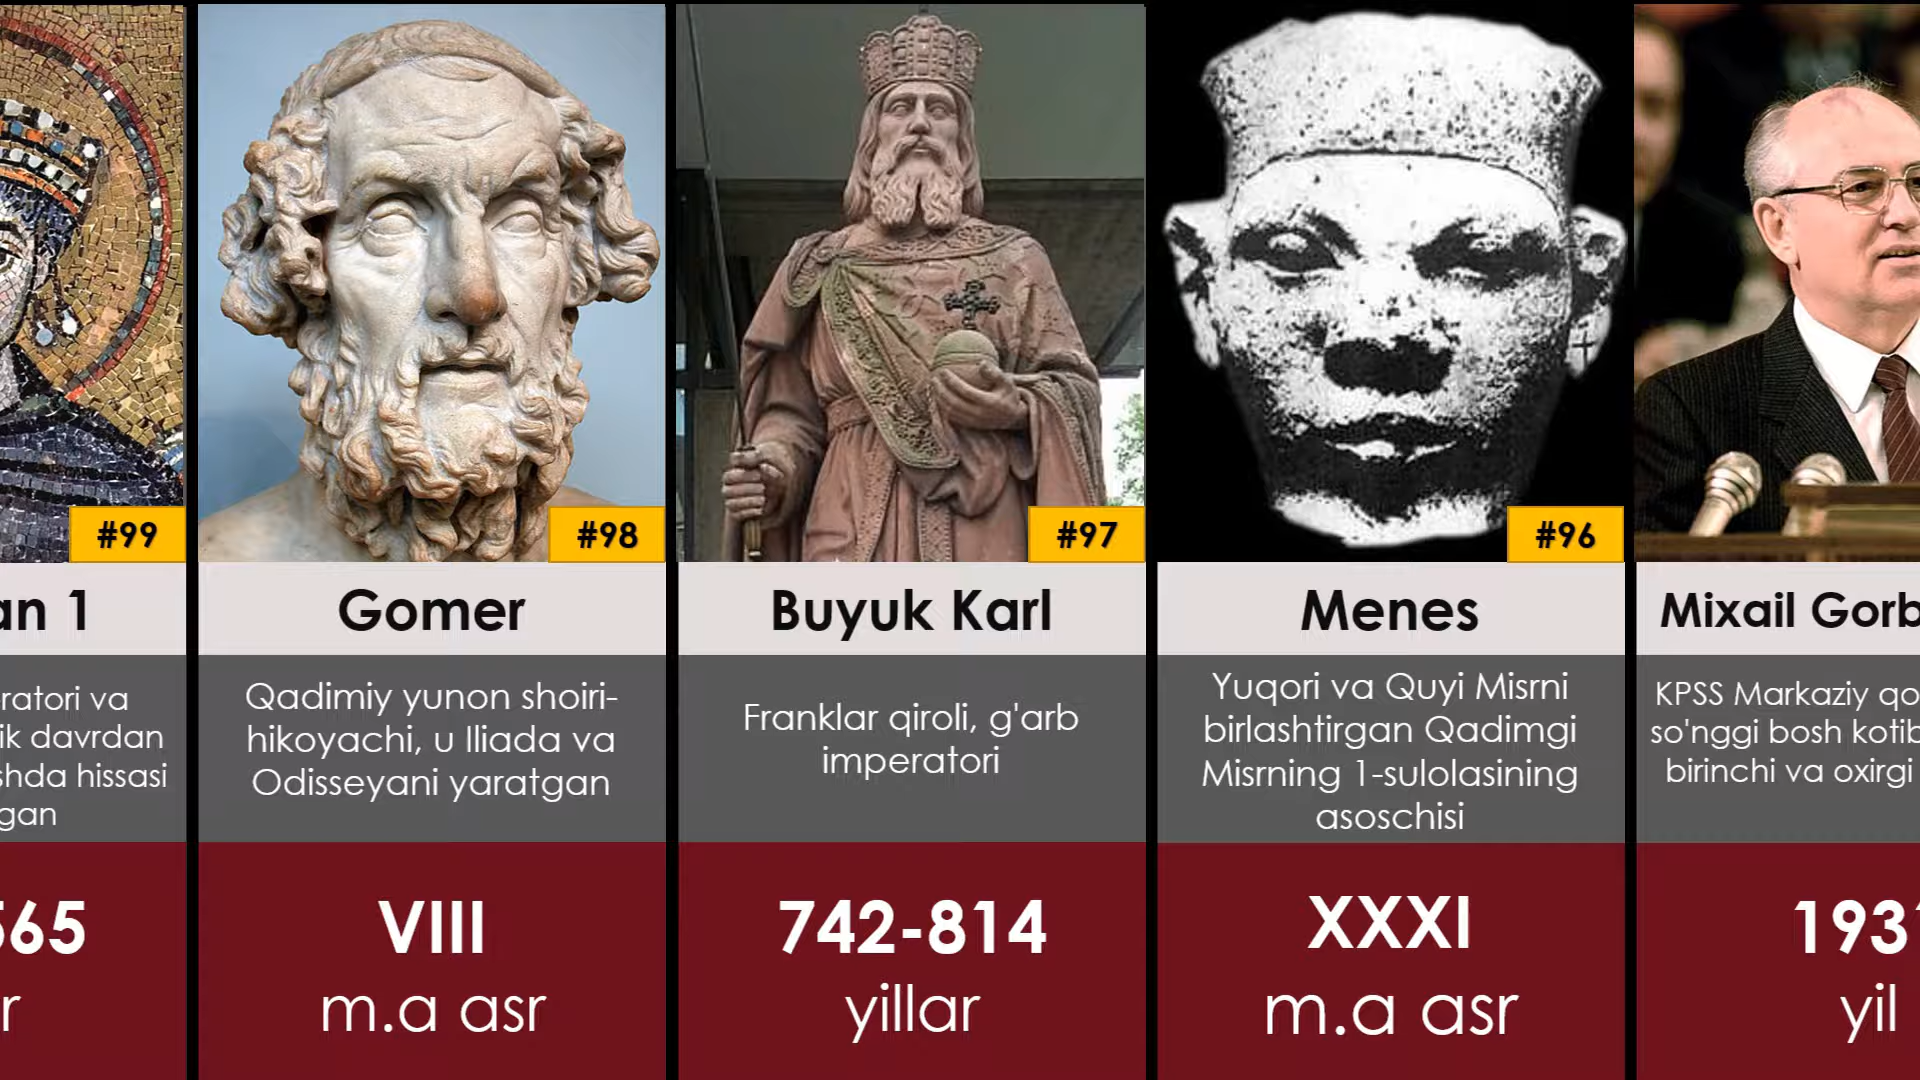 #99
an 1
ratori va
ik davrdan
shda hissasi
gan
565
r
#98
Gomer
Qadimiy yunon shoiri-
hikoyachi, u Iliada va
Odisseyani yaratgan
VIII
m.a asr
#97
Buyuk Karl
Franklar qiroli, g'arb
imperatori
742-814
yillar
#96
Menes
Yuqori va Quyi Misrni
birlashtirgan Qadimgi
Misrning 1-sulolasining
asoschisi
XXXI
m.a asr
Mixail Gorb
KPSS Markaziy qo
so'nggi bosh kotib
birinchi va oxirgi
193
yil